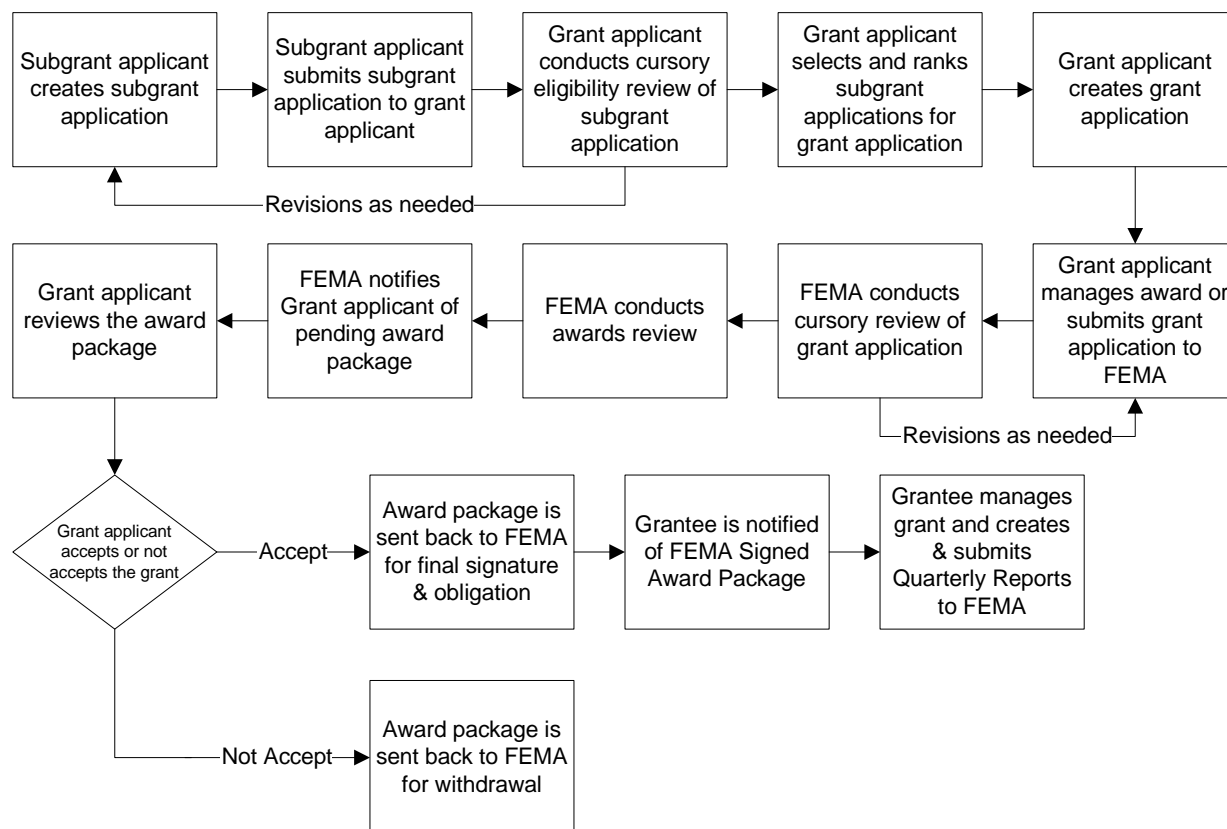 Subgrant applicant
creates subgrant
application
Subgrant applicant
submits subgrant
application to grant
applicant
Grant applicant
conducts cursory
eligibility review of
subgrant
application
Grant applicant
selects and ranks
subgrant
applications for
grant application
Grant applicant
creates grant
application
Revisions as needed
Grant applicant
reviews the award
package
FEMA notifies
Grant applicant of
pending award
package
FEMA conducts
awards review
FEMA conducts
cursory review of
grant application
Grant applicant
manages award or
submits grant
application to
FEMA
Revisions as needed
Grant applicant
accepts or not
accepts the grant
Accept
Award package is
sent back to FEMA
for final signature
& obligation
Grantee is notified
of FEMA Signed
Award Package
Grantee manages
grant and creates
& submits
Quarterly Reports
to FEMA
Not Accept
Award package is
sent back to FEMA
for withdrawal